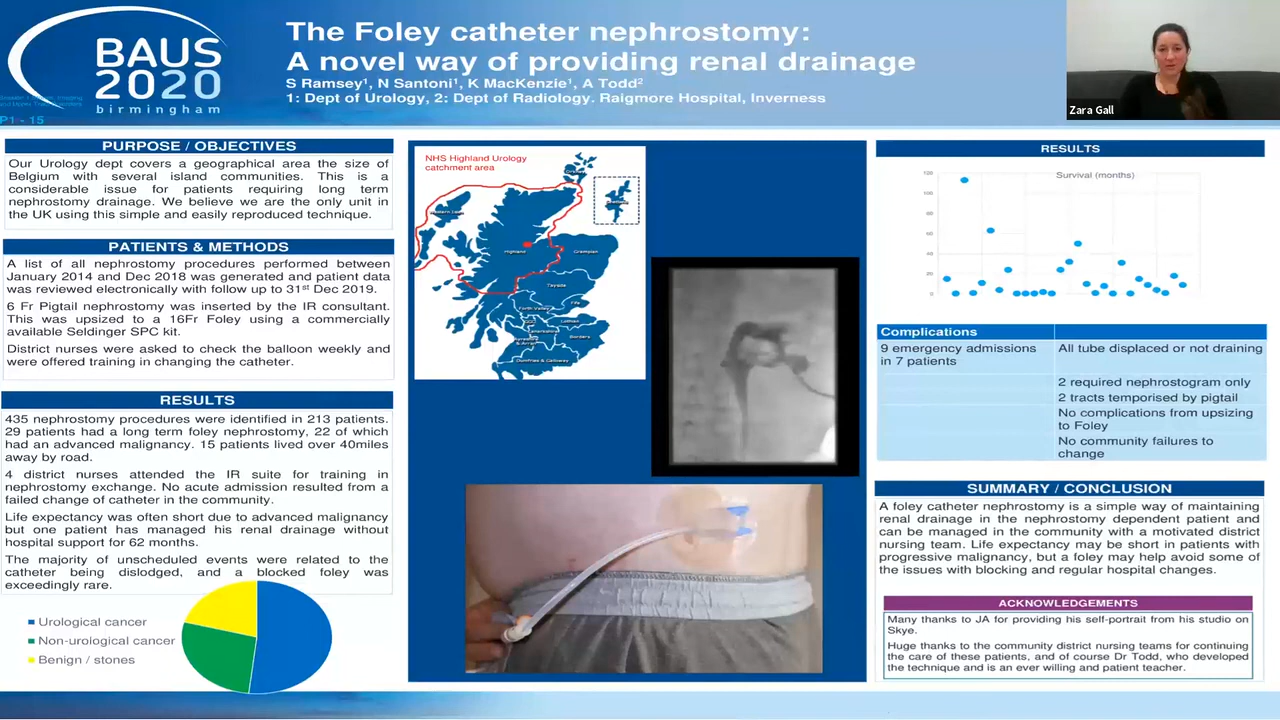 BAUS
2020
birmingham
P1 - 15
The Foley catheter nephrostomy:
A novel way of providing renal drainage
S Ramsey¹, N Santoni¹, K MacKenzie¹, A Todd²
1: Dept of Urology, 2: Dept of Radiology. Raigmore Hospital, Inverness
Zara Gall
PURPOSE / OBJECTIVES
Our Urology dept covers a geographical area the size of
Belgium with several island communities. This is a
considerable issue for patients requiring long term
nephrostomy drainage. We believe we are the only unit in
the UK using this simple and easily reproduced technique.
PATIENTS & METHODS
A list of all nephrostomy procedures performed between
January 2014 and Dec 2018 was generated and patient data
was reviewed electronically with follow up to 31st Dec 2019.
6 Fr Pigtail nephrostomy was inserted by the IR consultant.
This was upsized to a 16Fr Foley using a commercially
available Seldinger SPC kit.
District nurses were asked to check the balloon weekly and
were offered training in changing the catheter.
RESULTS
435 nephrostomy procedures were identified in 213 patients.
29 patients had a long term foley nephrostomy, 22 of which
had an advanced malignancy. 15 patients lived over 40miles
away by road.
4 district nurses attended the IR suite for training in
nephrostomy exchange. No acute admission resulted from a
failed change of catheter in the community.
Life expectancy was often short due to advanced malignancy
but one patient has managed his renal drainage without
hospital support for 62 months.
The majority of unscheduled events were related to the
catheter being dislodged, and a blocked foley was
exceedingly rare.
Urological cancer
Non-urological cancer
Benign / stones
NHS Highland Urology
catchment area
Highland
Grampian
Tayside
Fife
Forth Valley
Lothian
Borders
Dumfries & Galloway
RESULTS
Survival (months)
120
100
80
60
40
20
0
Complications
9 emergency admissions
in 7 patients
All tube displaced or not draining
2 required nephrostogram only
2 tracts temporised by pigtail
No complications from upsizing
to Foley
No community failures to
change
SUMMARY / CONCLUSION
A foley catheter nephrostomy is a simple way of maintaining
renal drainage in the nephrostomy dependent patient and
can be managed in the community with a motivated district
nursing team. Life expectancy may be short in patients with
progressive malignancy, but a foley may help avoid some of
the issues with blocking and regular hospital changes.
ACKNOWLEDGEMENTS
Many thanks to JA for providing his self-portrait from his studio on
Skye.
Huge thanks to the community district nursing teams for continuing
the care of these patients, and of course Dr Todd, who developed
the technique and is an ever willing and patient teacher.